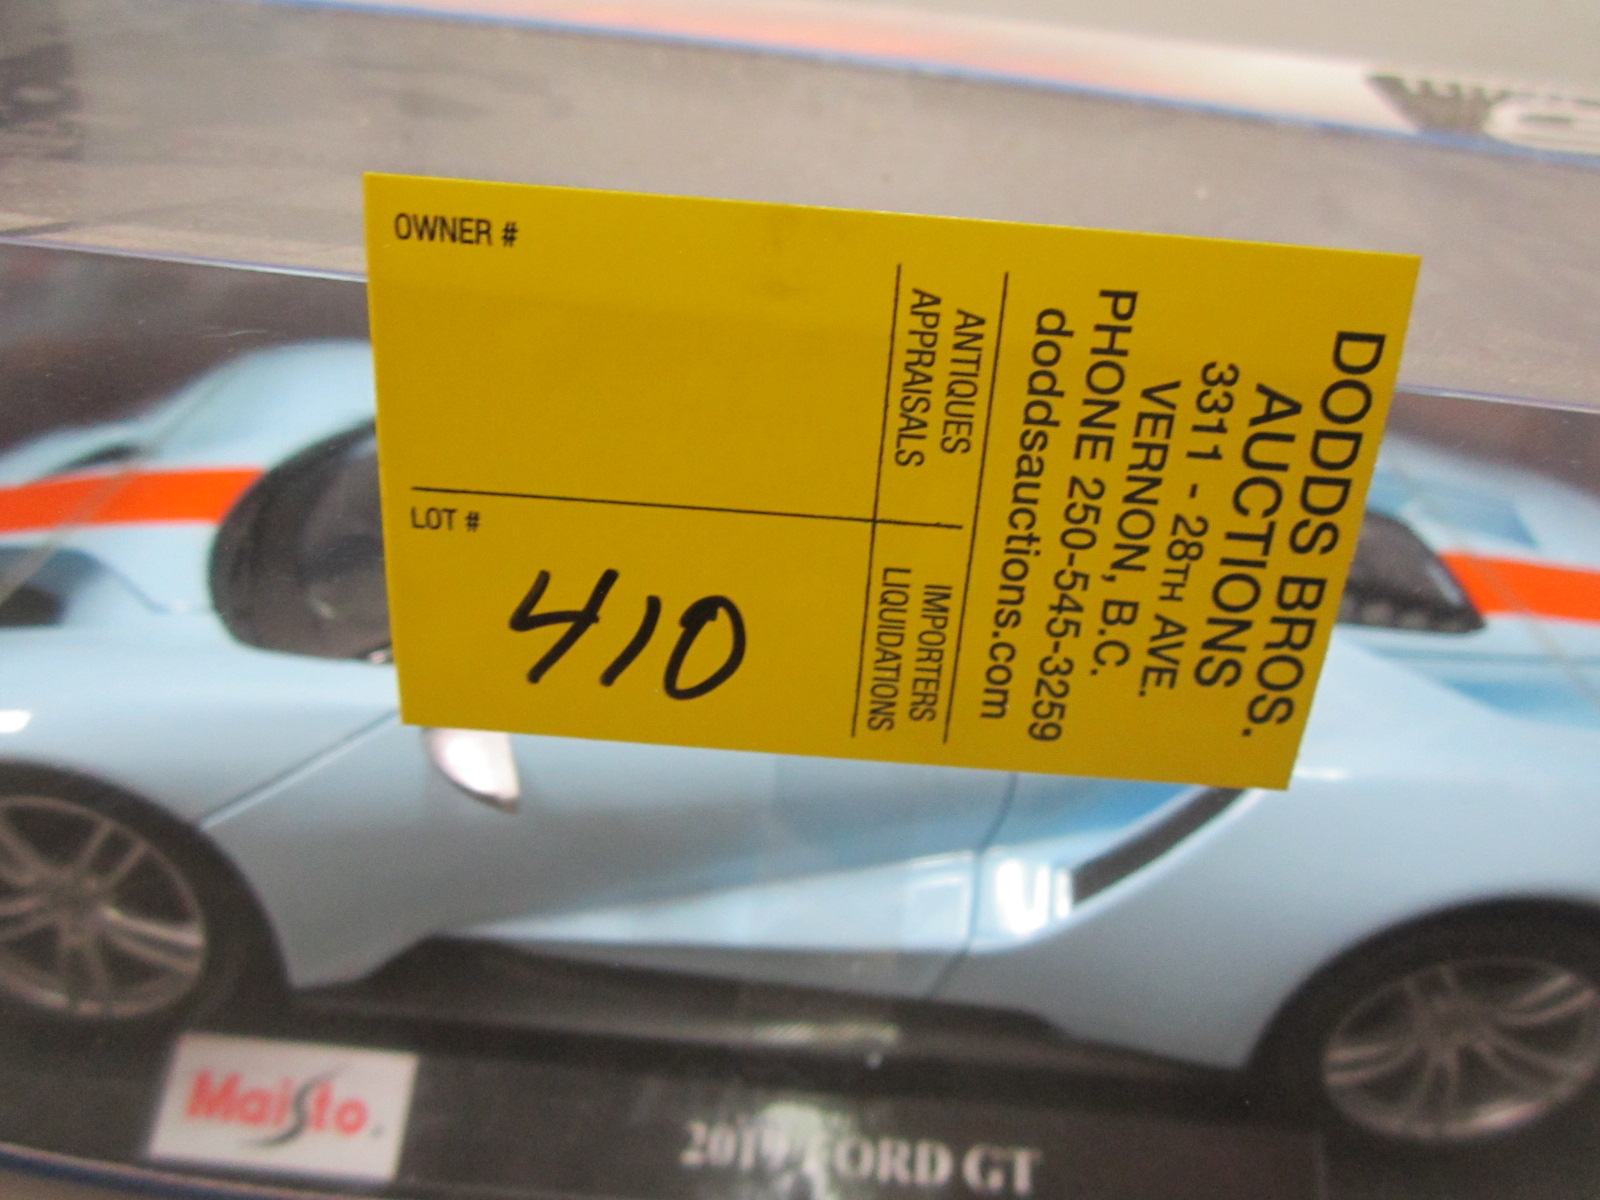 OWNER #
LOT #
410
DODDS BROS.
AUCTIONS
3311 - 28TH AVE.
VERNON, B.C.
PHONE 250-545-3259
doddsauctions.com
ANTIQUES
APPRAISALS
IMPORTERS
LIQUIDATIONS
Maisto
2019 FORD GT